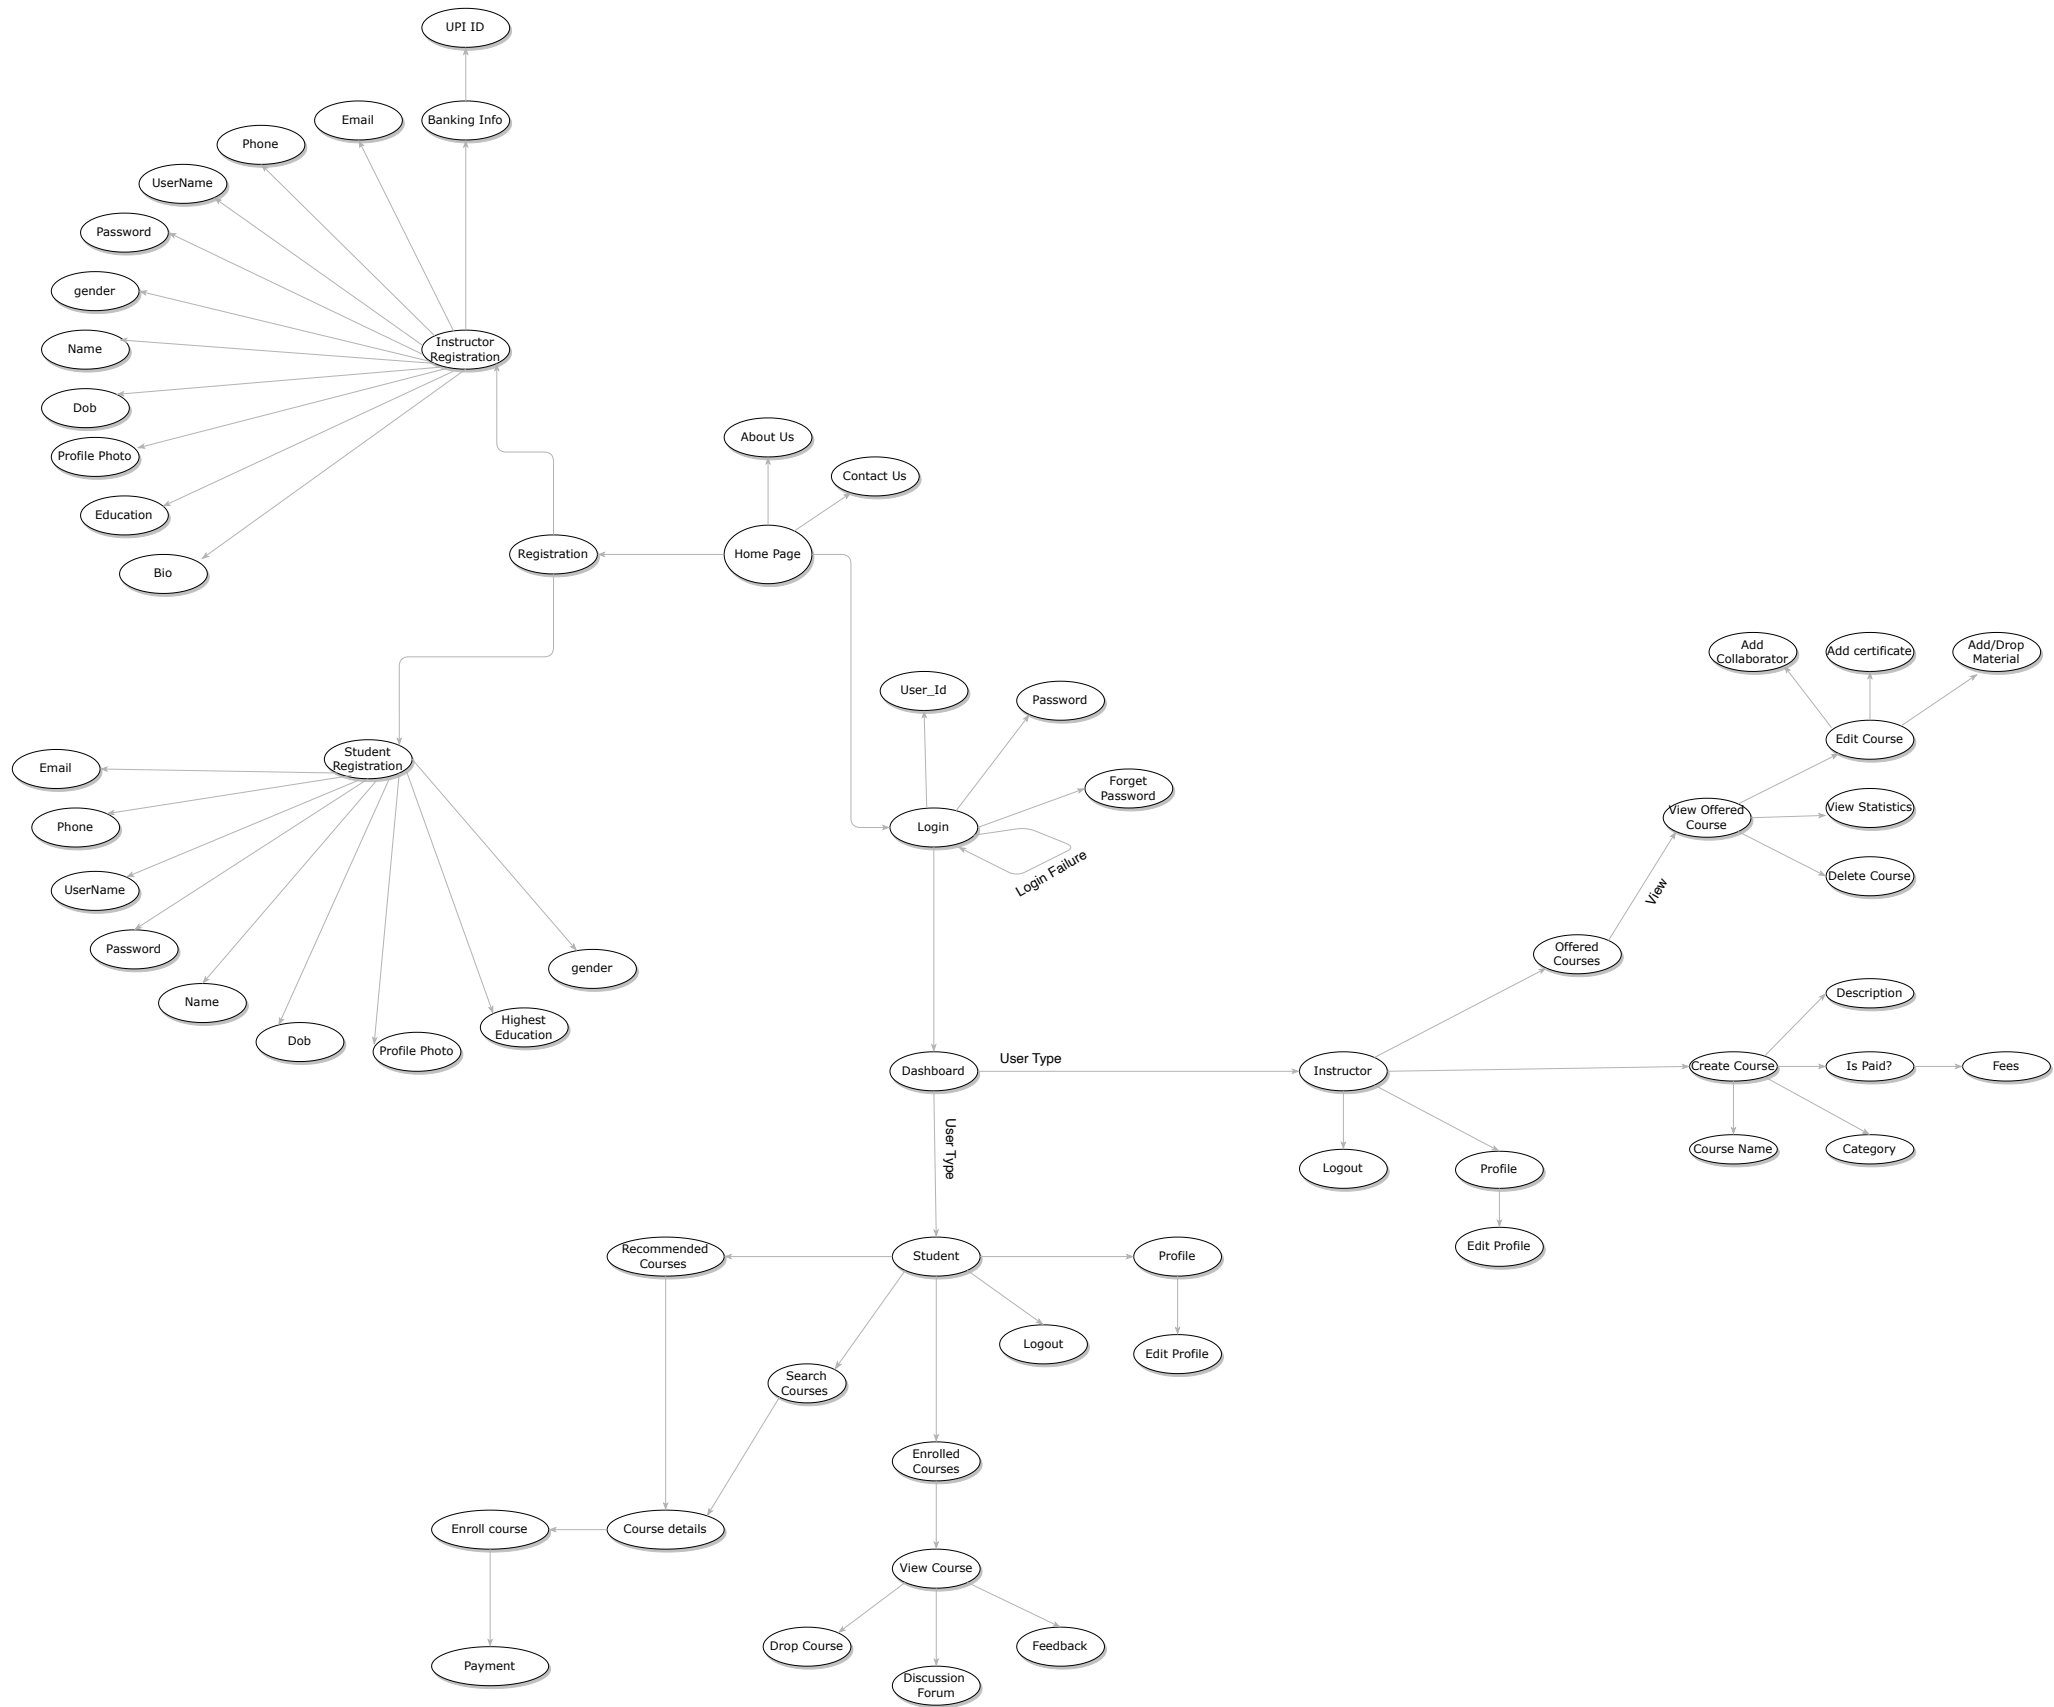 UPI ID
Banking Info
Email
Phone
UserName
Password
gender
Name
Dob
Profile Photo
Education
Bio
Instructor
Registration
About Us
Contact Us
Home Page
Registration
Student
Registration
Email
Phone
UserName
Password
Name
Dob
Profile Photo
Highest
Education
gender
User_Id
Password
Forget
Password
Login
Login Failure
Dashboard
User Type
User Type
Instructor
Offered
Courses
View
View Offered
Course
Edit Course
Add
Collaborator
Add certificate
Add/Drop
Material
View Statistics
Delete Course
Create Course
Description
Is Paid?
Fees
Course Name
Category
Logout
Profile
Edit Profile
Student
Recommended
Courses
Search
Courses
Logout
Profile
Edit Profile
Enrolled
Courses
Course details
Enroll course
Payment
View Course
Drop Course
Discussion
Forum
Feedback